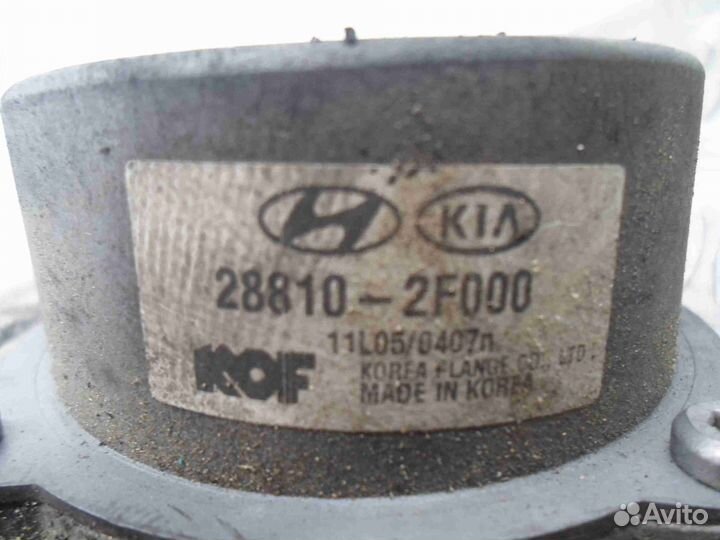 KIA
28810-2F000
11L05/0407n
KOF
KOREA FLANGE CO., LTD.
MADE IN KOREA
Avito